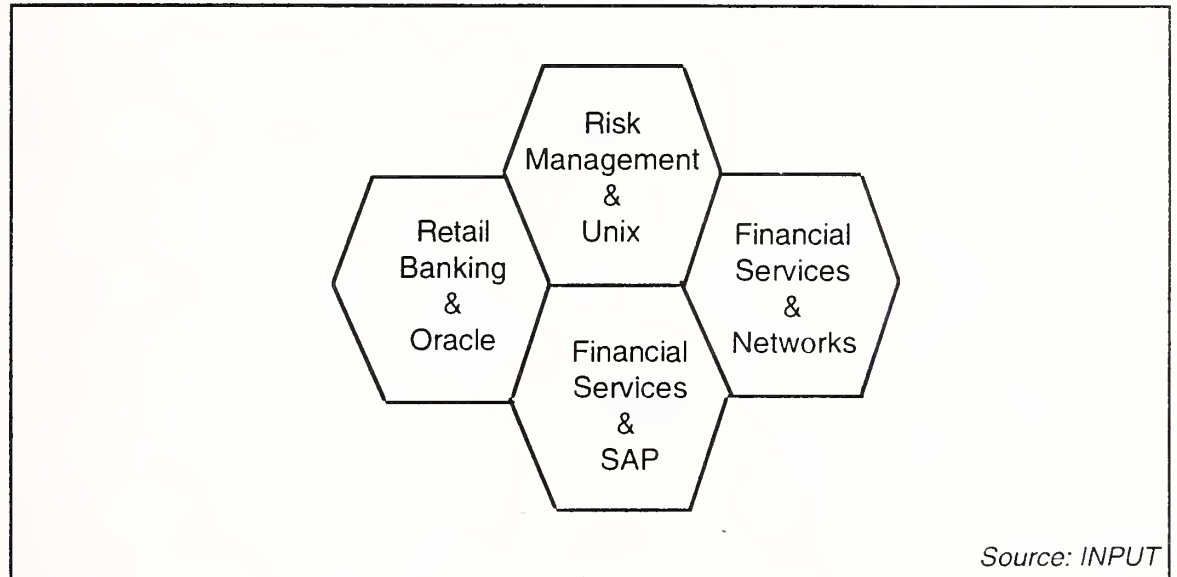 Risk
Management
&
Unix
Retail
Banking
&
Oracle
Financial
Services
&
Networks
Financial
Services
&
SAP
Source: INPUT